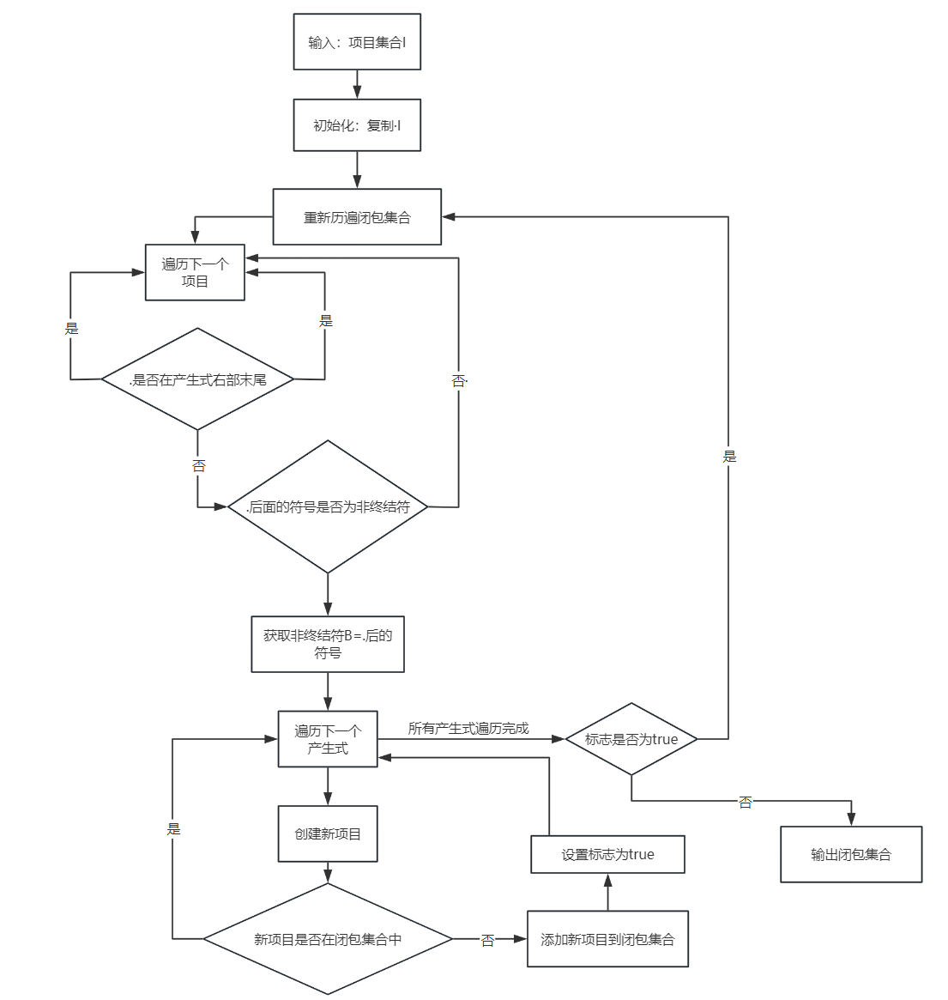 输入：项目集合I
初始化：复制·I
重新历遍闭包集合
遍历下一个
项目
是
是
.是否在产生式右部末尾
否·
否
.后面的符号是否为非终结符
是
获取非终结符B=.后的
符号
遍历下一个
产生式
所有产生式遍历完成
标志是否为true
否
是
创建新项目
设置标志为true
输出闭包集合
新项目是否在闭包集合中
否
添加新项目到闭包集合